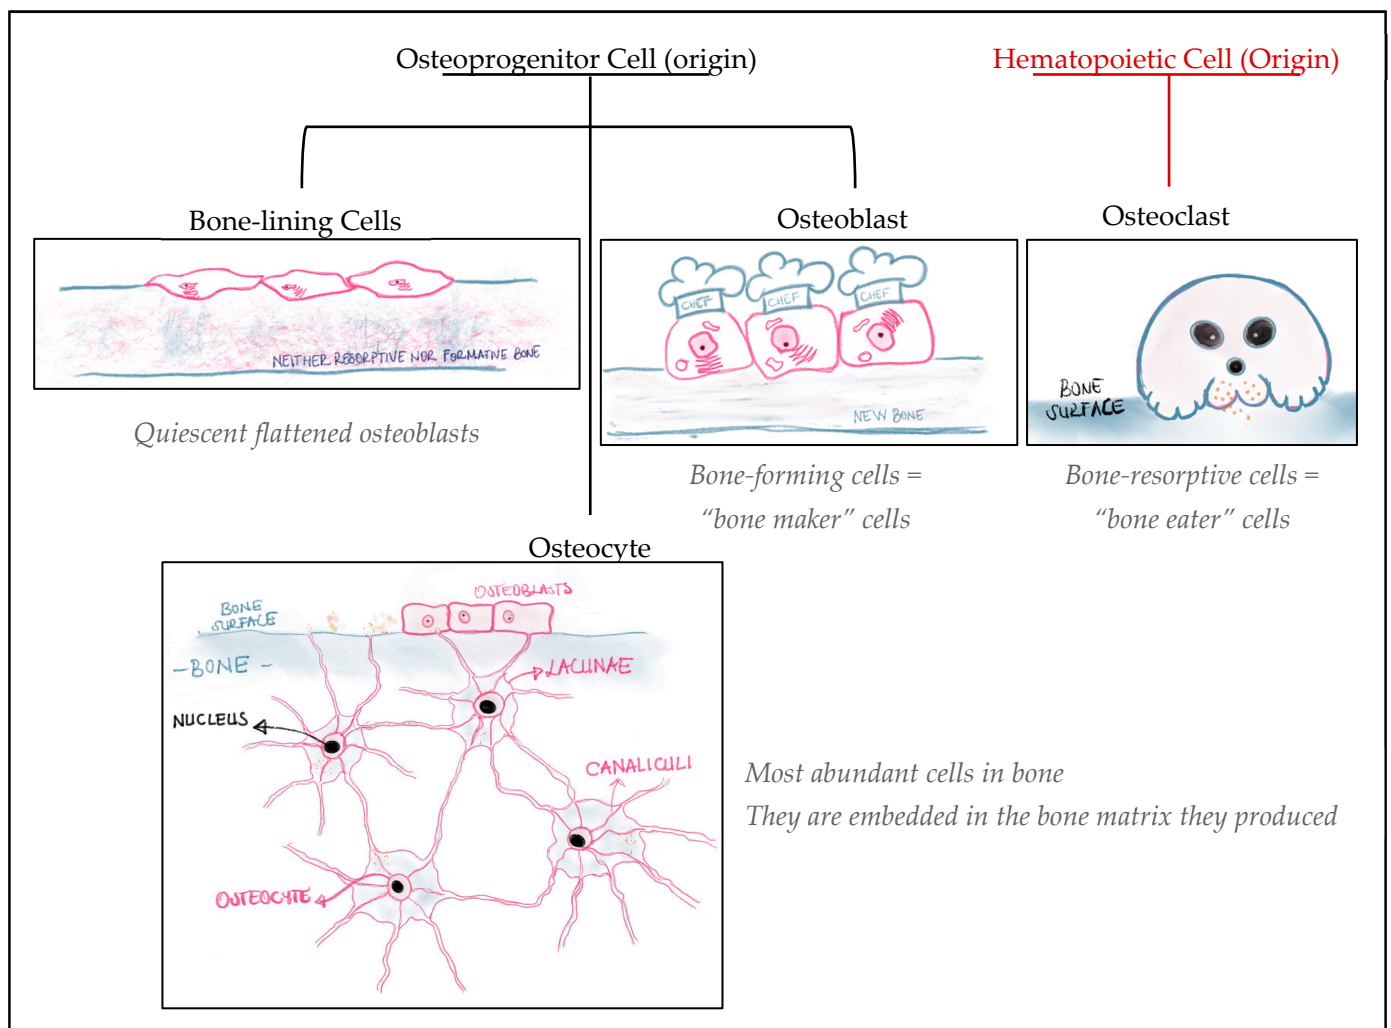 Osteoprogenitor Cell (origin)
Hematopoietic Cell (Origin)
Bone-lining Cells
NEITHER RESORPTIVE NOR FORMATIVE BONE
Quiescent flattened osteoblasts
Osteoblast
CHEF
CHEF
CHEF
NEW BONE
Bone-forming cells =
“bone maker” cells
Osteoclast
BONE
SURFACE
Bone-resorptive cells =
“bone eater” cells
Osteocyte
OSTEOBLASTS
BONE
SURFACE
-BONE-
LACUNAE
NUCLEUS
CANALICULI
OSTEOCYTE
Most abundant cells in bone
They are embedded in the bone matrix they produced